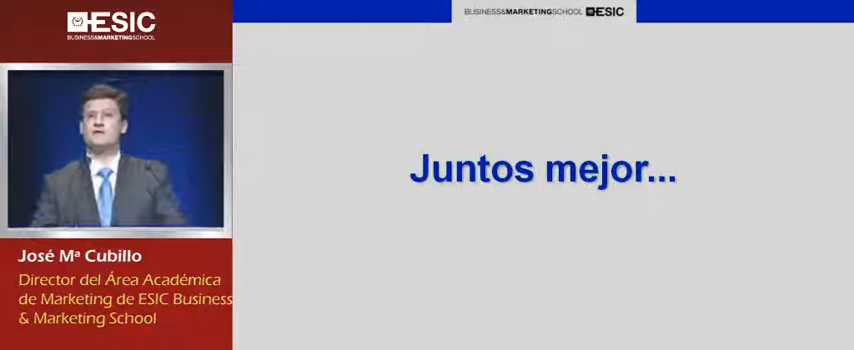 ESIC
BUSINESS&MARKETINGSCHOOL
José Mª Cubillo
Director del Área Académica
de Marketing de ESIC Business
& Marketing School
BUSINESS&MARKETINGSCHOOL ESIC
Juntos mejor...